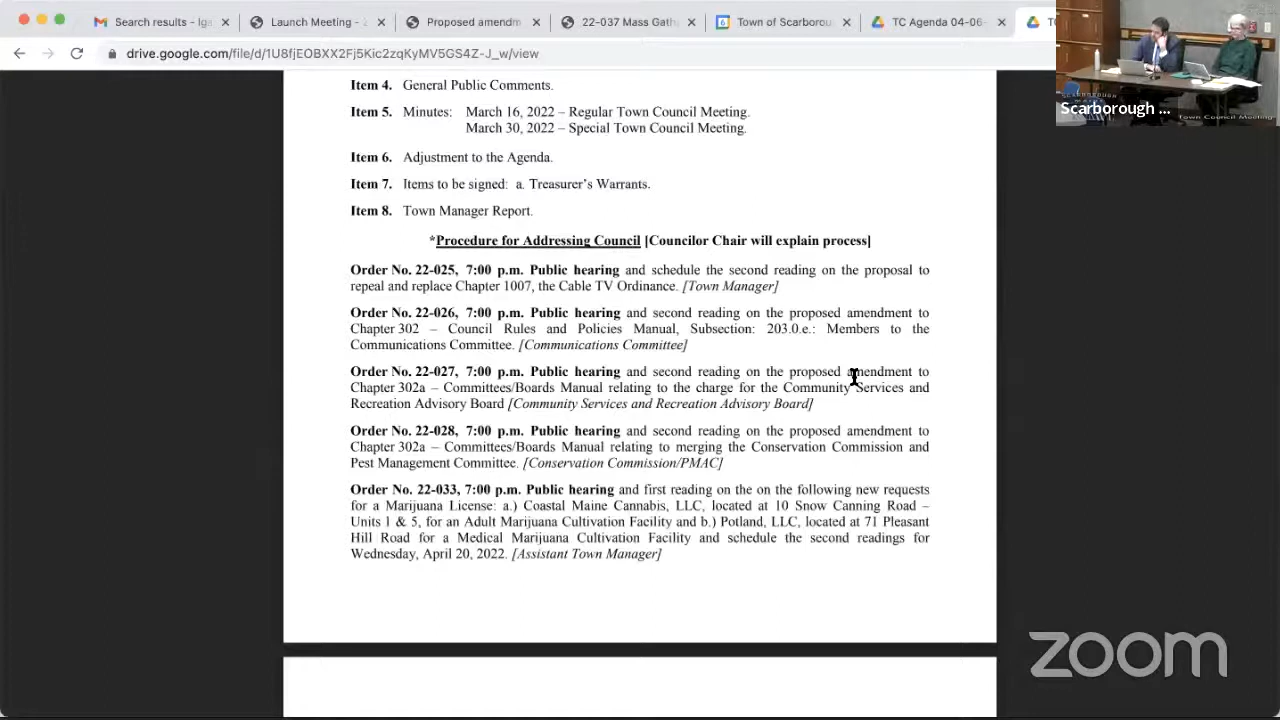 Search results - Iga
Launch Meeting -
Proposed amendm
22-037 Mass Gath
Town of Scarborou
TC Agenda 04-06-
drive.google.com/file/d/1U8fjEOBXX2Fj5Kic2zqKyMV5GS4Z-J_w/view
Scarborough ...
Town Council Meeting
Item 4. General Public Comments.
Item 5. Minutes: March 16, 2022 – Regular Town Council Meeting.
March 30, 2022 – Special Town Council Meeting.
Item 6. Adjustment to the Agenda.
Item 7. Items to be signed: a. Treasurer's Warrants.
Item 8. Town Manager Report.
*Procedure for Addressing Council [Councilor Chair will explain process]
Order No. 22-025, 7:00 p.m. Public hearing and schedule the second reading on the proposal to
repeal and replace Chapter 1007, the Cable TV Ordinance. [Town Manager]
Order No. 22-026, 7:00 p.m. Public hearing and second reading on the proposed amendment to
Chapter 302 – Council Rules and Policies Manual, Subsection: 203.0.e.: Members to the
Communications Committee. [Communications Committee]
Order No. 22-027, 7:00 p.m. Public hearing and second reading on the proposed amendment to
Chapter 302a – Committees/Boards Manual relating to the charge for the Community Services and
Recreation Advisory Board [Community Services and Recreation Advisory Board]
Order No. 22-028, 7:00 p.m. Public hearing and second reading on the proposed amendment to
Chapter 302a – Committees/Boards Manual relating to merging the Conservation Commission and
Pest Management Committee. [Conservation Commission/PMAC]
Order No. 22-033, 7:00 p.m. Public hearing and first reading on the on the following new requests
for a Marijuana License: a.) Coastal Maine Cannabis, LLC, located at 10 Snow Canning Road –
Units 1 & 5, for an Adult Marijuana Cultivation Facility and b.) Potland, LLC, located at 71 Pleasant
Hill Road for a Medical Marijuana Cultivation Facility and schedule the second readings for
Wednesday, April 20, 2022. [Assistant Town Manager]
zoom